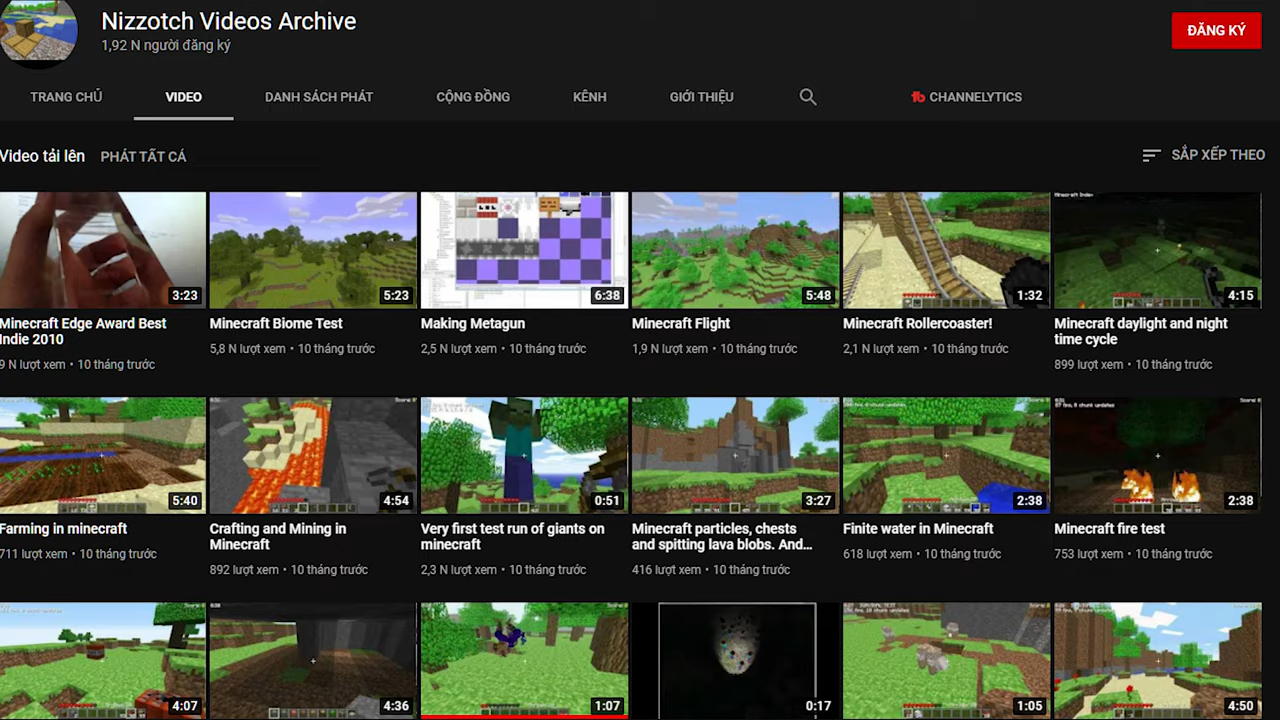 Nizzotch Videos Archive
1,92 N người đăng ký
ĐĂNG KÝ
TRANG CHỦ
VIDEO
DANH SÁCH PHÁT
CỘNG ĐỒNG
KÊNH
GIỚI THIỆU
CHANNELYTICS
Video tải lên
PHÁT TẤT CẢ
SẮP XẾP THEO
3:23
5:23
6:38
5:48
1:32
4:15
Minecraft Edge Award Best
Indie 2010
9 N lượt xem • 10 tháng trước
Minecraft Biome Test
5,8 N lượt xem • 10 tháng trước
Making Metagun
2,5 N lượt xem • 10 tháng trước
Minecraft Flight
1,9 N lượt xem • 10 tháng trước
Minecraft Rollercoaster!
2,1 N lượt xem • 10 tháng trước
Minecraft daylight and night
time cycle
899 lượt xem • 10 tháng trước
5:40
4:54
0:51
3:27
2:38
2:38
Farming in minecraft
711 lượt xem • 10 tháng trước
Crafting and Mining in
Minecraft
892 lượt xem • 10 tháng trước
Very first test run of giants on
minecraft
2,3 N lượt xem • 10 tháng trước
Minecraft particles, chests
and spitting lava blobs. And...
416 lượt xem • 10 tháng trước
Finite water in Minecraft
618 lượt xem • 10 tháng trước
Minecraft fire test
753 lượt xem • 10 tháng trước
4:07
4:36
1:07
0:17
1:05
4:50